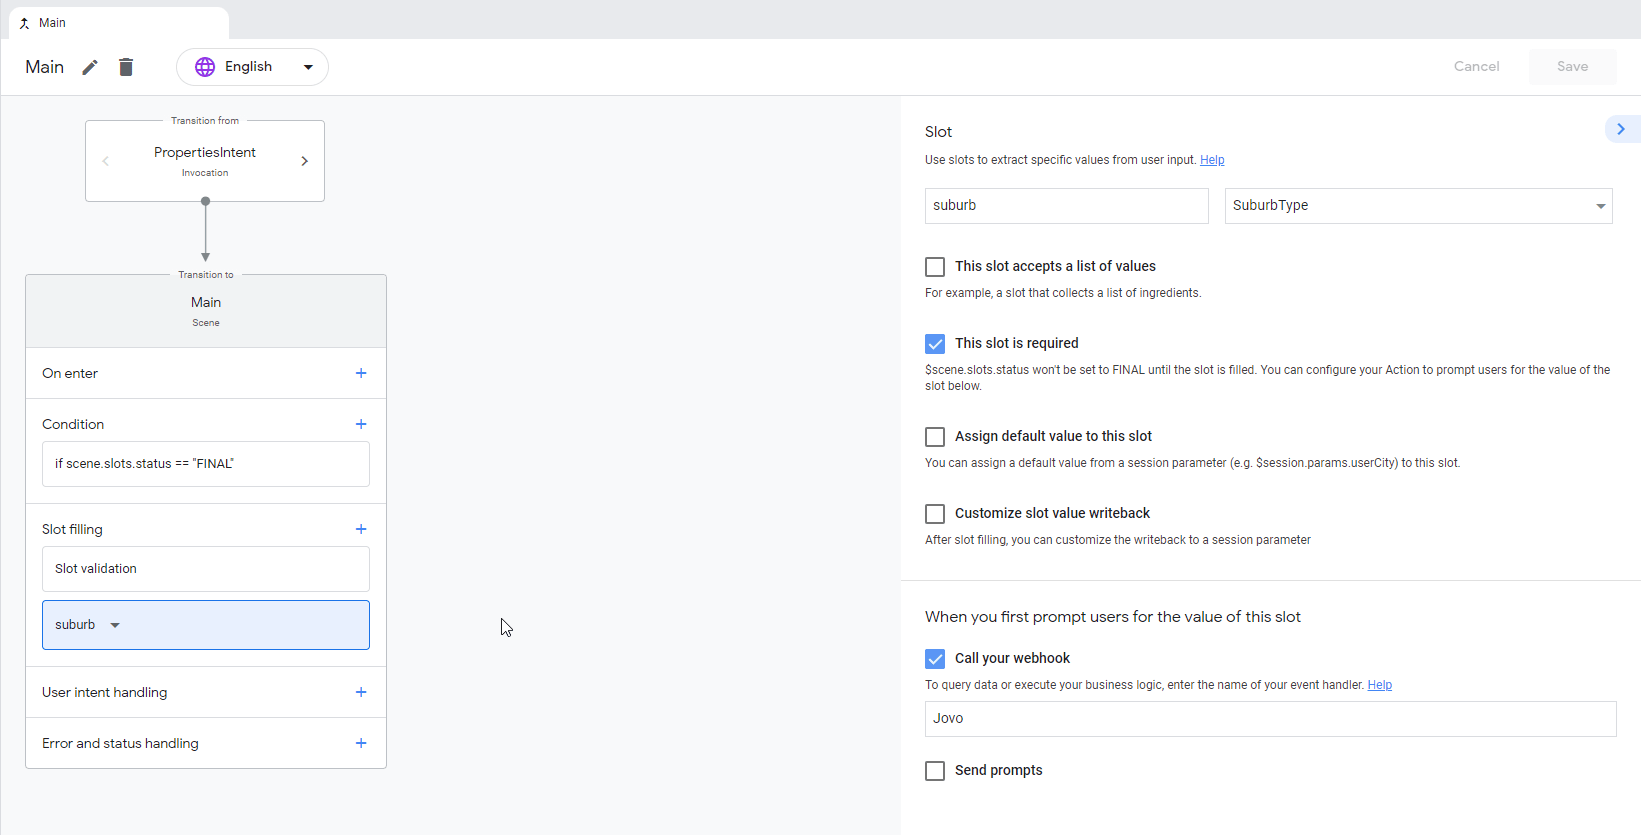 Main
Main
English
Cancel
Save
Transition from
PropertiesIntent
Invocation
Transition to
Main
Scene
On enter
Condition
if scene.slots.status == "FINAL"
Slot filling
Slot validation
suburb
User intent handling
Error and status handling
Slot
Use slots to extract specific values from user input. Help
suburb
SuburbType
This slot accepts a list of values
For example, a slot that collects a list of ingredients.
This slot is required
$scene.slots.status won't be set to FINAL until the slot is filled. You can configure your Action to prompt users for the value of the
slot below.
Assign default value to this slot
You can assign a default value from a session parameter (e.g. $session.params.userCity) to this slot.
Customize slot value writeback
After slot filling, you can customize the writeback to a session parameter
When you first prompt users for the value of this slot
Call your webhook
To query data or execute your business logic, enter the name of your event handler. Help
Jovo
Send prompts